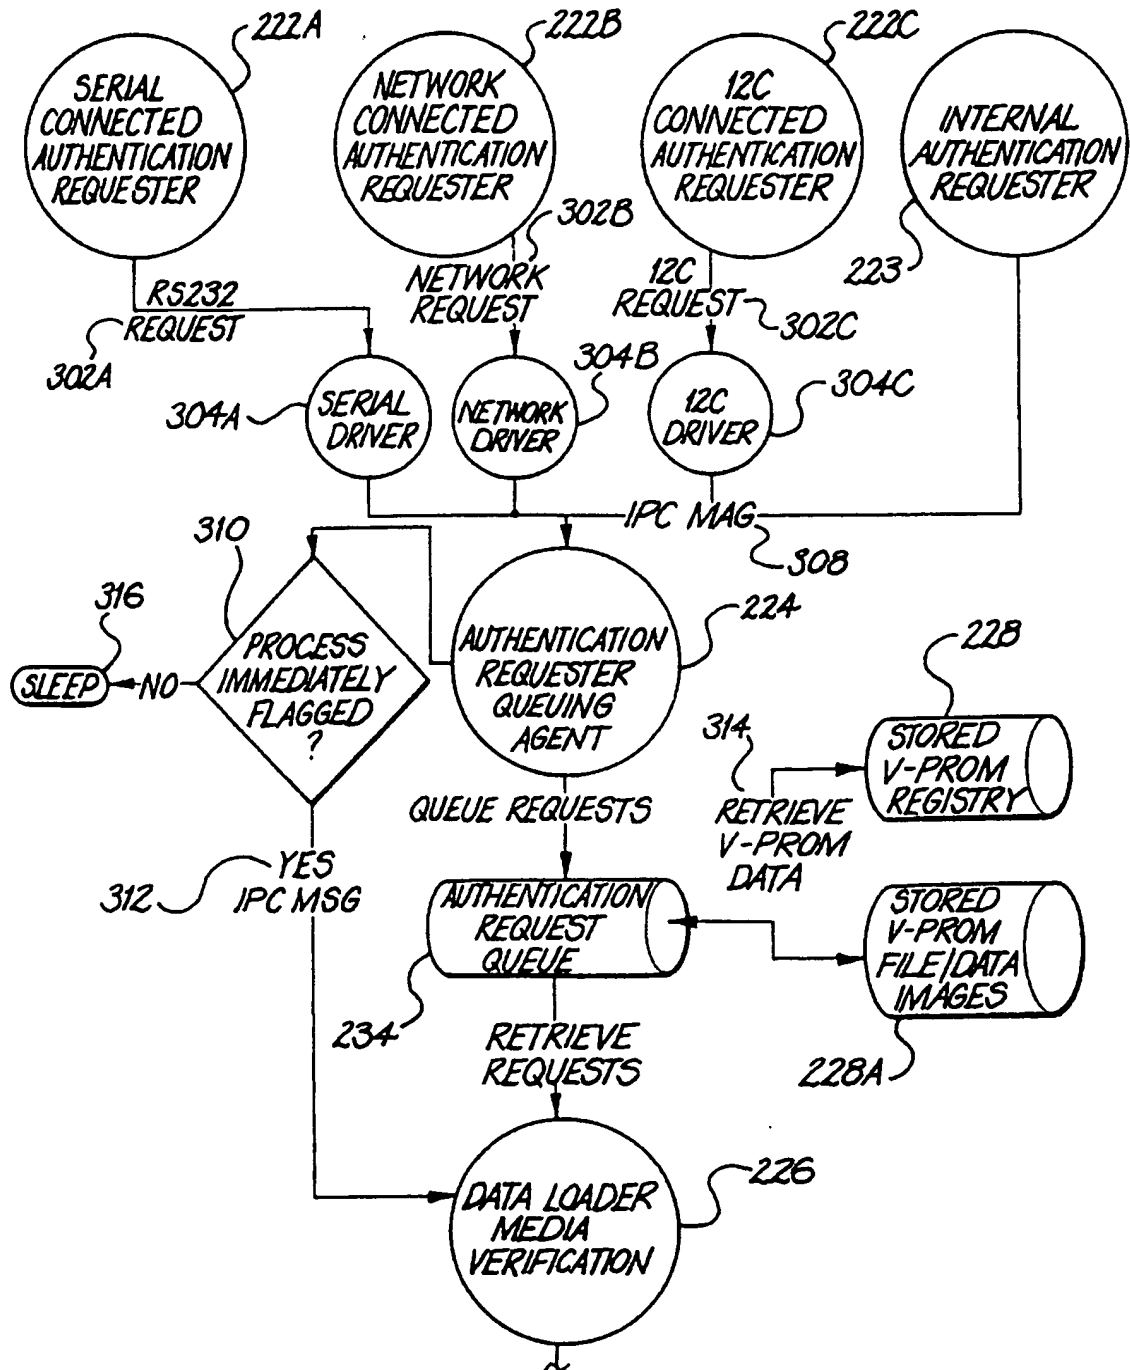 222A
222B
222C
SERIAL
CONNECTED
AUTHENTICATION
REQUESTER
NETWORK
CONNECTED
AUTHENTICATION
REQUESTER
12C
CONNECTED
AUTHENTICATION
REQUESTER
INTERNAL
AUTHENTICATION
REQUESTER
223
RS232
REQUEST
302A
NETWORK
REQUEST
302B
12C
REQUEST
302C
304A
SERIAL
DRIVER
NETWORK
DRIVER
304B
12C
DRIVER
304C
IPC MAG
308
310
316
SLEEP
NO
PROCESS
IMMEDIATELY
FLAGGED
?
AUTHENTICATION
REQUESTER
QUEUING
AGENT
224
228
STORED
V-PROM
REGISTRY
314
RETRIEVE
V-PROM
DATA
QUEUE REQUESTS
312
YES
IPC MSG
AUTHENTICATION
REQUEST
QUEUE
234
STORED
V-PROM
FILE/DATA
IMAGES
228A
RETRIEVE
REQUESTS
DATA LOADER
MEDIA
VERIFICATION
226